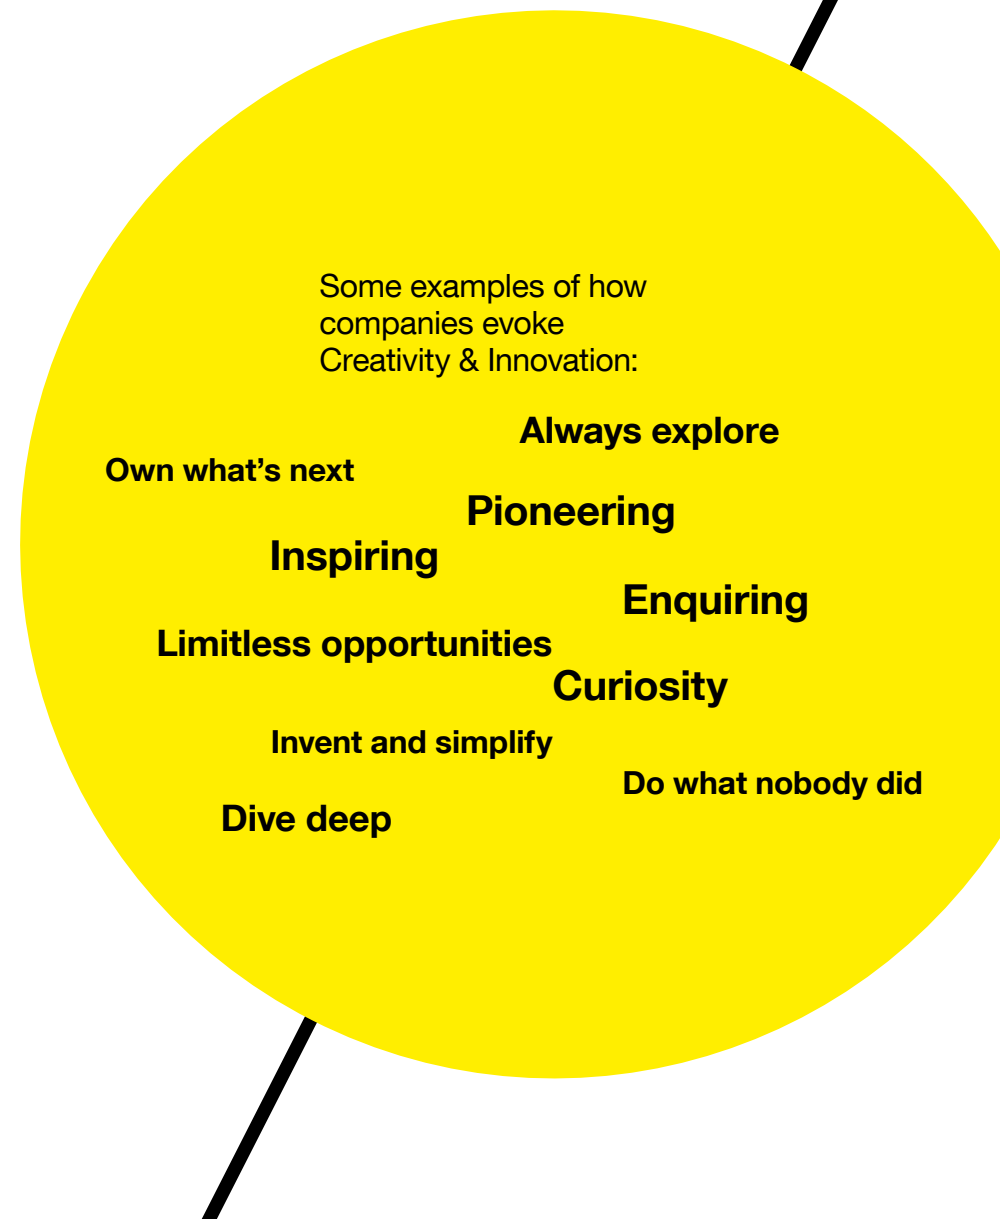 Some examples of how
companies evoke
Creativity & Innovation:
Always explore
Own what's next
Pioneering
Inspiring
Enquiring
Limitless opportunities
Curiosity
Invent and simplify
Do what nobody did
Dive deep